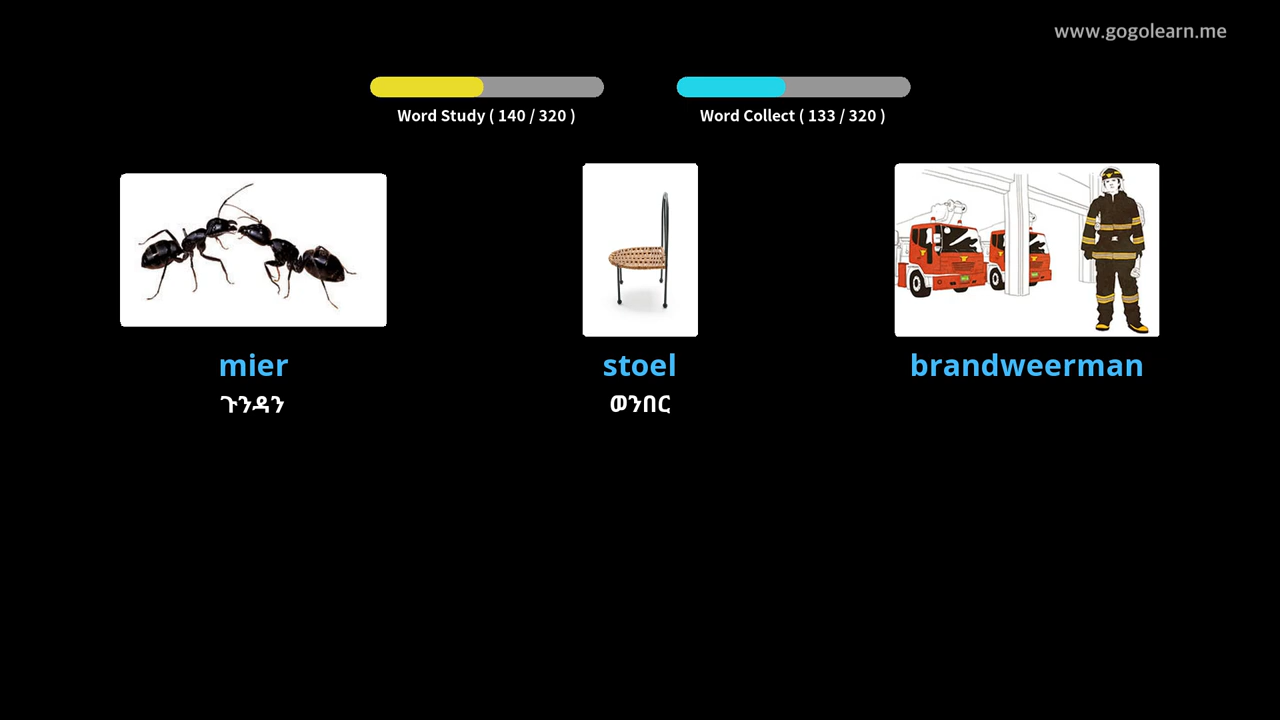 www.gogolearn.me
Word Study ( 140 / 320 )
Word Collect ( 133 / 320 )
mier
stoel
brandweerman
ጉንዳን
ወንበር